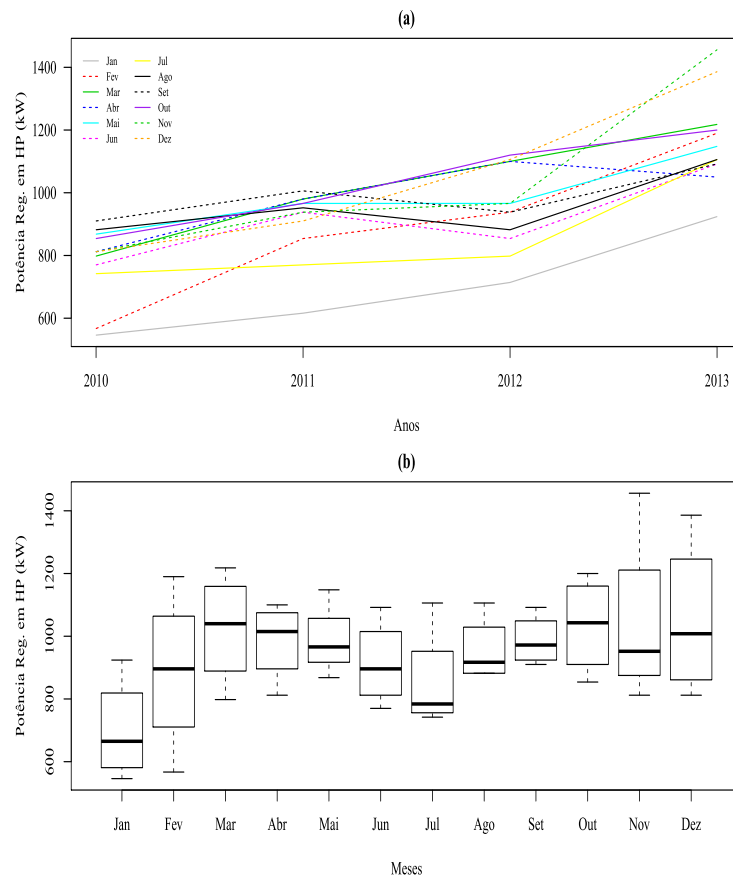 (a)
Potência Reg. em HP (kW)
1400
1200
1000
800
600
Jan Jul
Fev Ago
Mar Set
Abr Out
Mai Nov
Jun Dez
2010 2011 2012 2013
Anos
(b)
Potência Reg. em HP (kW)
1400
1200
1000
800
600
Jan Fev Mar Abr Mai Jun Jul Ago Set Out Nov Dez
Meses